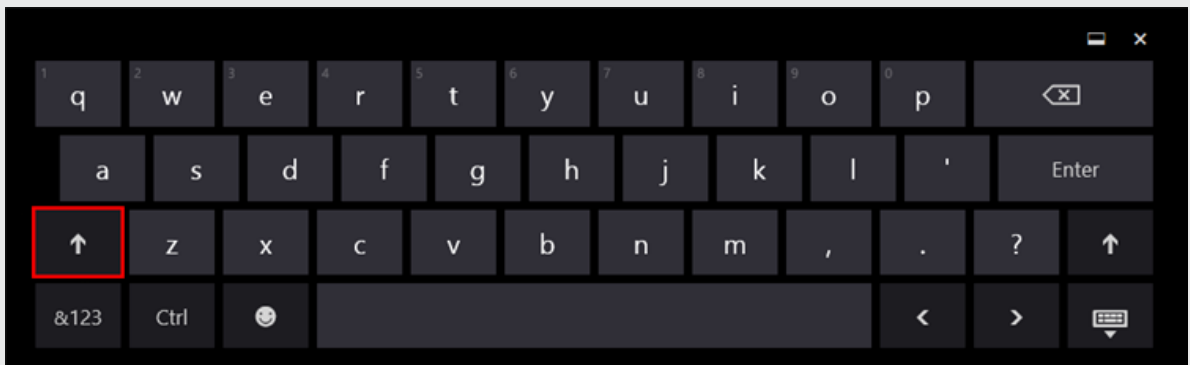 1 q 2 w 3 e 4 r 5 t 6 y 7 u 8 i 9 o 0 p
a s d f g h j k l ' Enter
z x c v b n m , . ?
&123 Ctrl < >